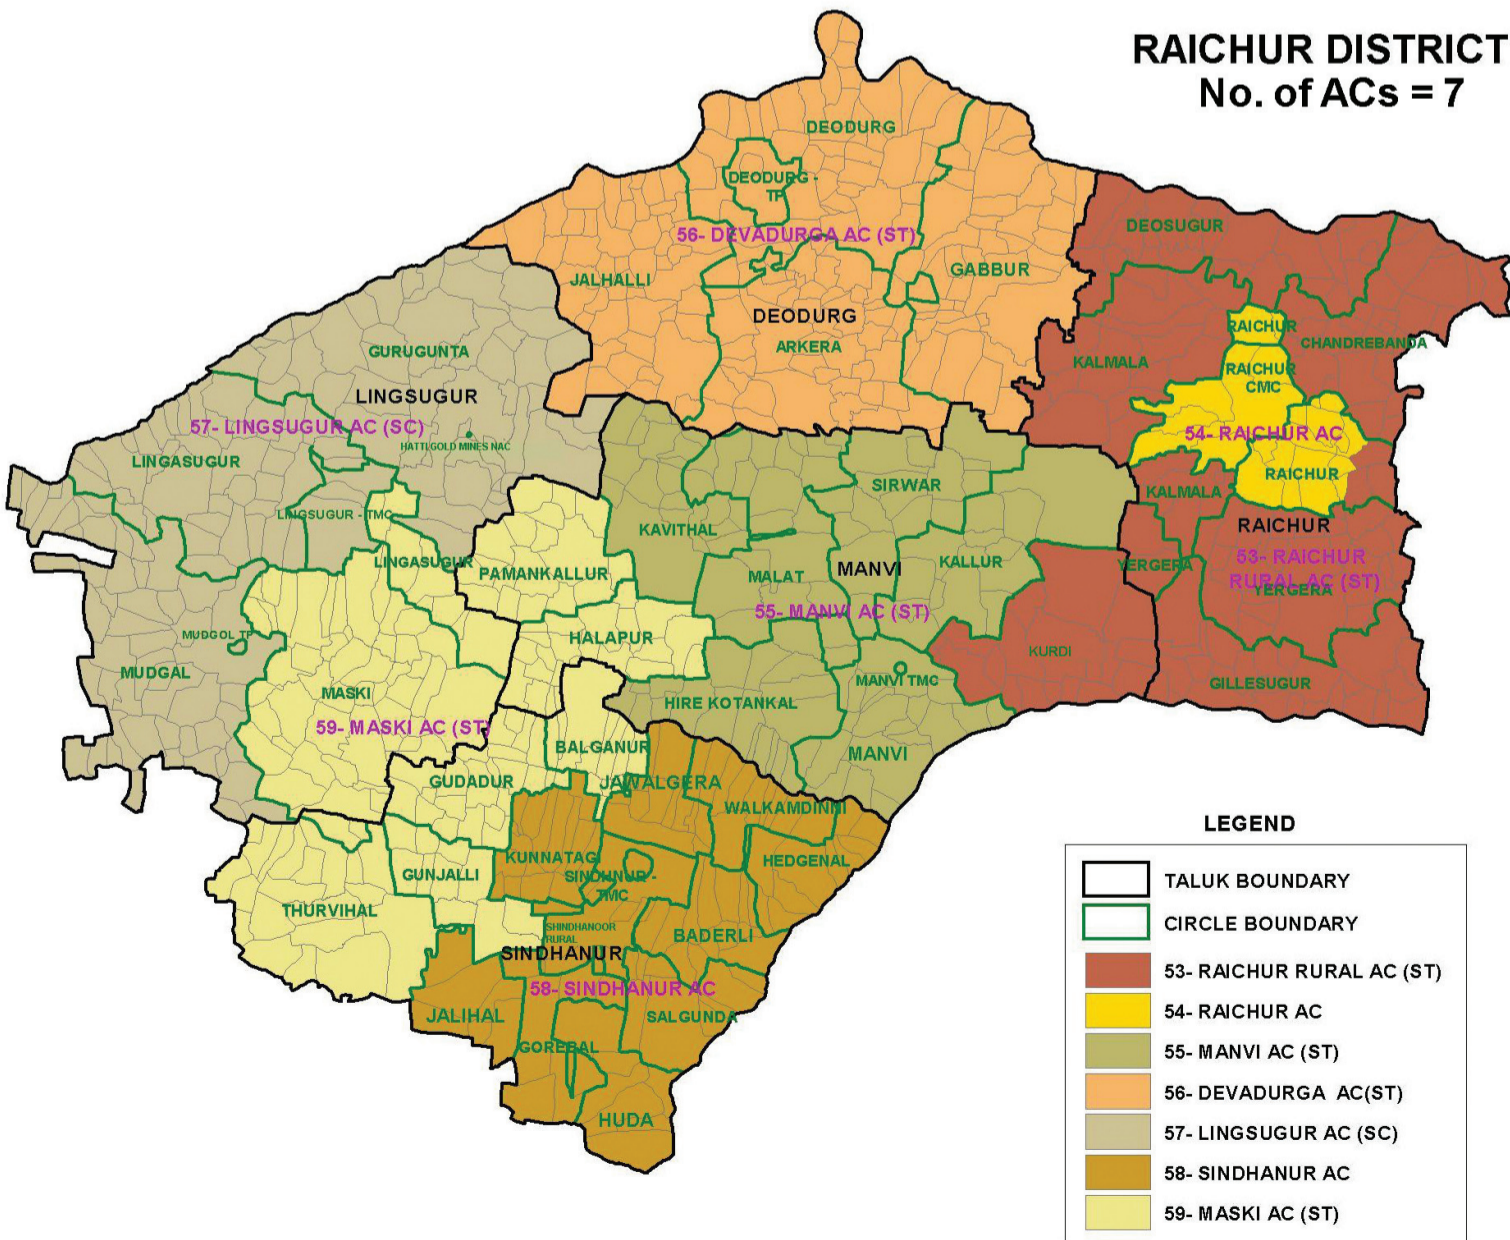 RAICHUR DISTRICT
No. of ACs = 7
DEODURG
DEODURG -
TP
56- DEVADURGA AC (ST)
JALHALLI
GABBUR
DEODURG
ARKERA
DEOSUGUR
RAICHUR
CHANDREBANDA
KALMALA
RAICHUR
CMC
54- RAICHUR AC
RAICHUR
KALMALA
RAICHUR
53- RAICHUR
RURAL AC (ST)
YERGERA
YERGERA
KURDI
GILLESUGUR
GURUGUNTA
LINGSUGUR
57- LINGSUGUR AC (SC)
HATTI GOLD MINES NAC
LINGASUGUR
LINGSUGUR - TMC
LINGASUGUR
PAMANKALLUR
KAVITHAL
SIRWAR
MALAT
MANVI
KALLUR
55- MANVI AC (ST)
HALAPUR
MUDGOL TP
MUDGAL
MASKI
59- MASKI AC (ST)
HIRE KOTANKAL
MANVI TMC
MANVI
BALGANUR
GUDADUR
JAWALGERA
WALKAMDINNI
HEDGENAL
KUNNATAGI
SINDHNUR -
TMC
GUNJALLI
THURVIHAL
SHINDHANOOR
RURAL
BADERLI
SINDHANUR
58- SINDHANUR AC
JALIHAL
SALGUNDA
GOREBAL
HUDA
LEGEND
TALUK BOUNDARY
CIRCLE BOUNDARY
53- RAICHUR RURAL AC (ST)
54- RAICHUR AC
55- MANVI AC (ST)
56- DEVADURGA AC(ST)
57- LINGSUGUR AC (SC)
58- SINDHANUR AC
59- MASKI AC (ST)